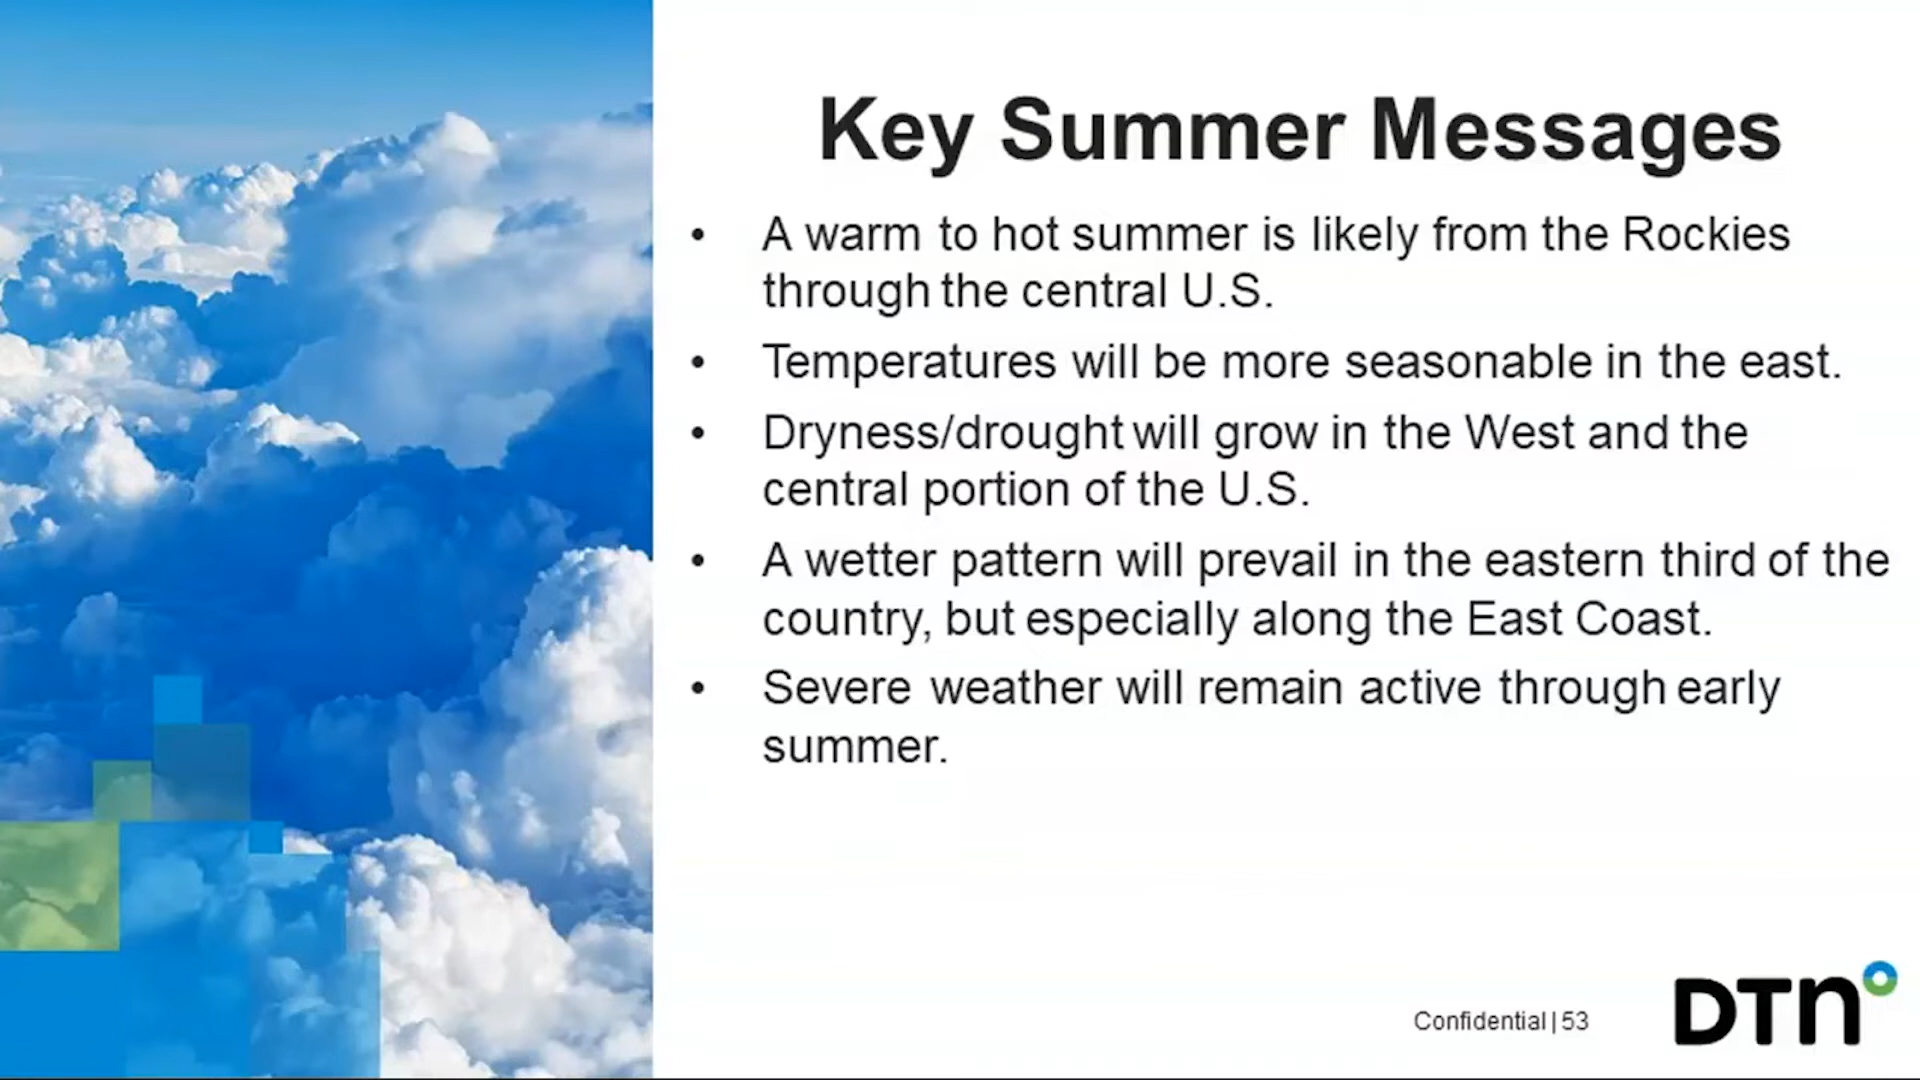 Key Summer Messages
• A warm to hot summer is likely from the Rockies
through the central U.S.
• Temperatures will be more seasonable in the east.
• Dryness/drought will grow in the West and the
central portion of the U.S.
• A wetter pattern will prevail in the eastern third of the
country, but especially along the East Coast.
• Severe weather will remain active through early
summer.
Confidential | 53
DTN